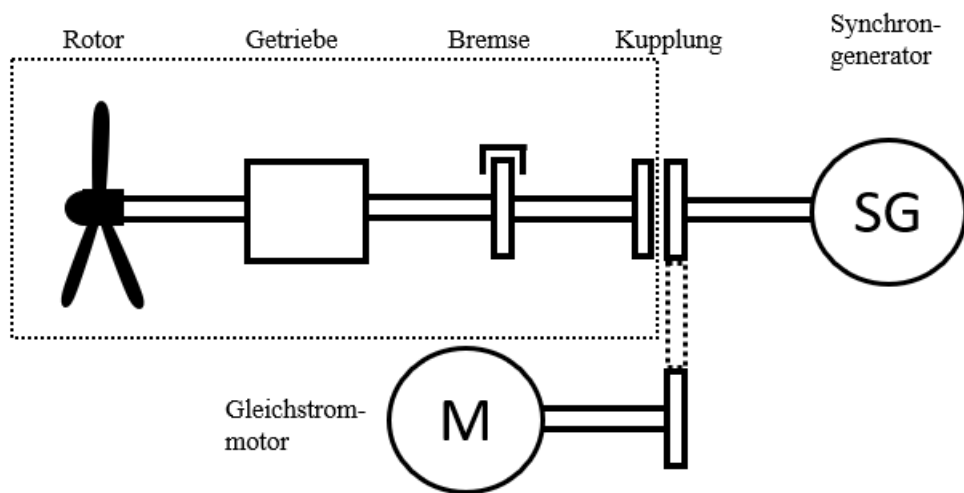 Rotor
Getriebe
Bremse
Kupplung
Synchron-
generator
SG
Gleichstrom-
motor
M